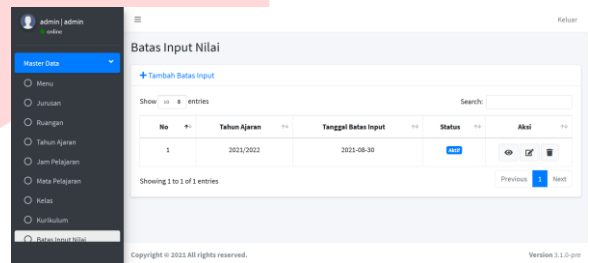 admin | admin
online
Master Data
Menu
Jurusan
Ruangan
Tahun Ajaran
Jam Pelajaran
Mata Pelajaran
Kelas
Kurikulum
Batas Input Nilai
Keluar
Batas Input Nilai
+ Tambah Batas Input
Show 10 entries
Search:
No Tahun Ajaran Tanggal Batas Input Status Aksi
1 2021/2022 2021-08-30 Aktif
Showing 1 to 1 of 1 entries
Previous 1 Next
Copyright © 2021 All rights reserved.
Version 3.1.0-pre